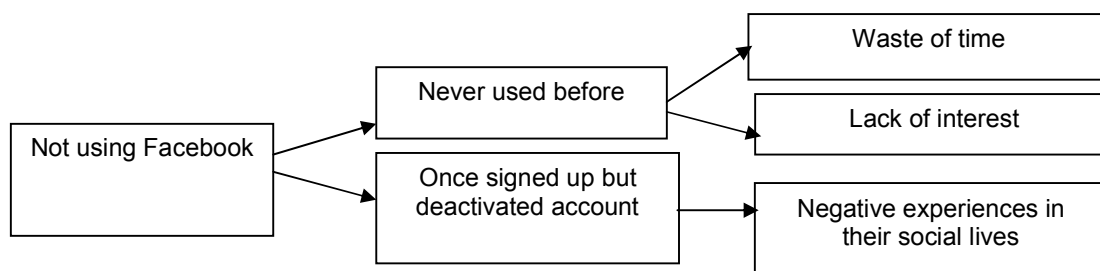 Waste of time
Never used before
Lack of interest
Not using Facebook
Once signed up but
deactivated account
Negative experiences in
their social lives